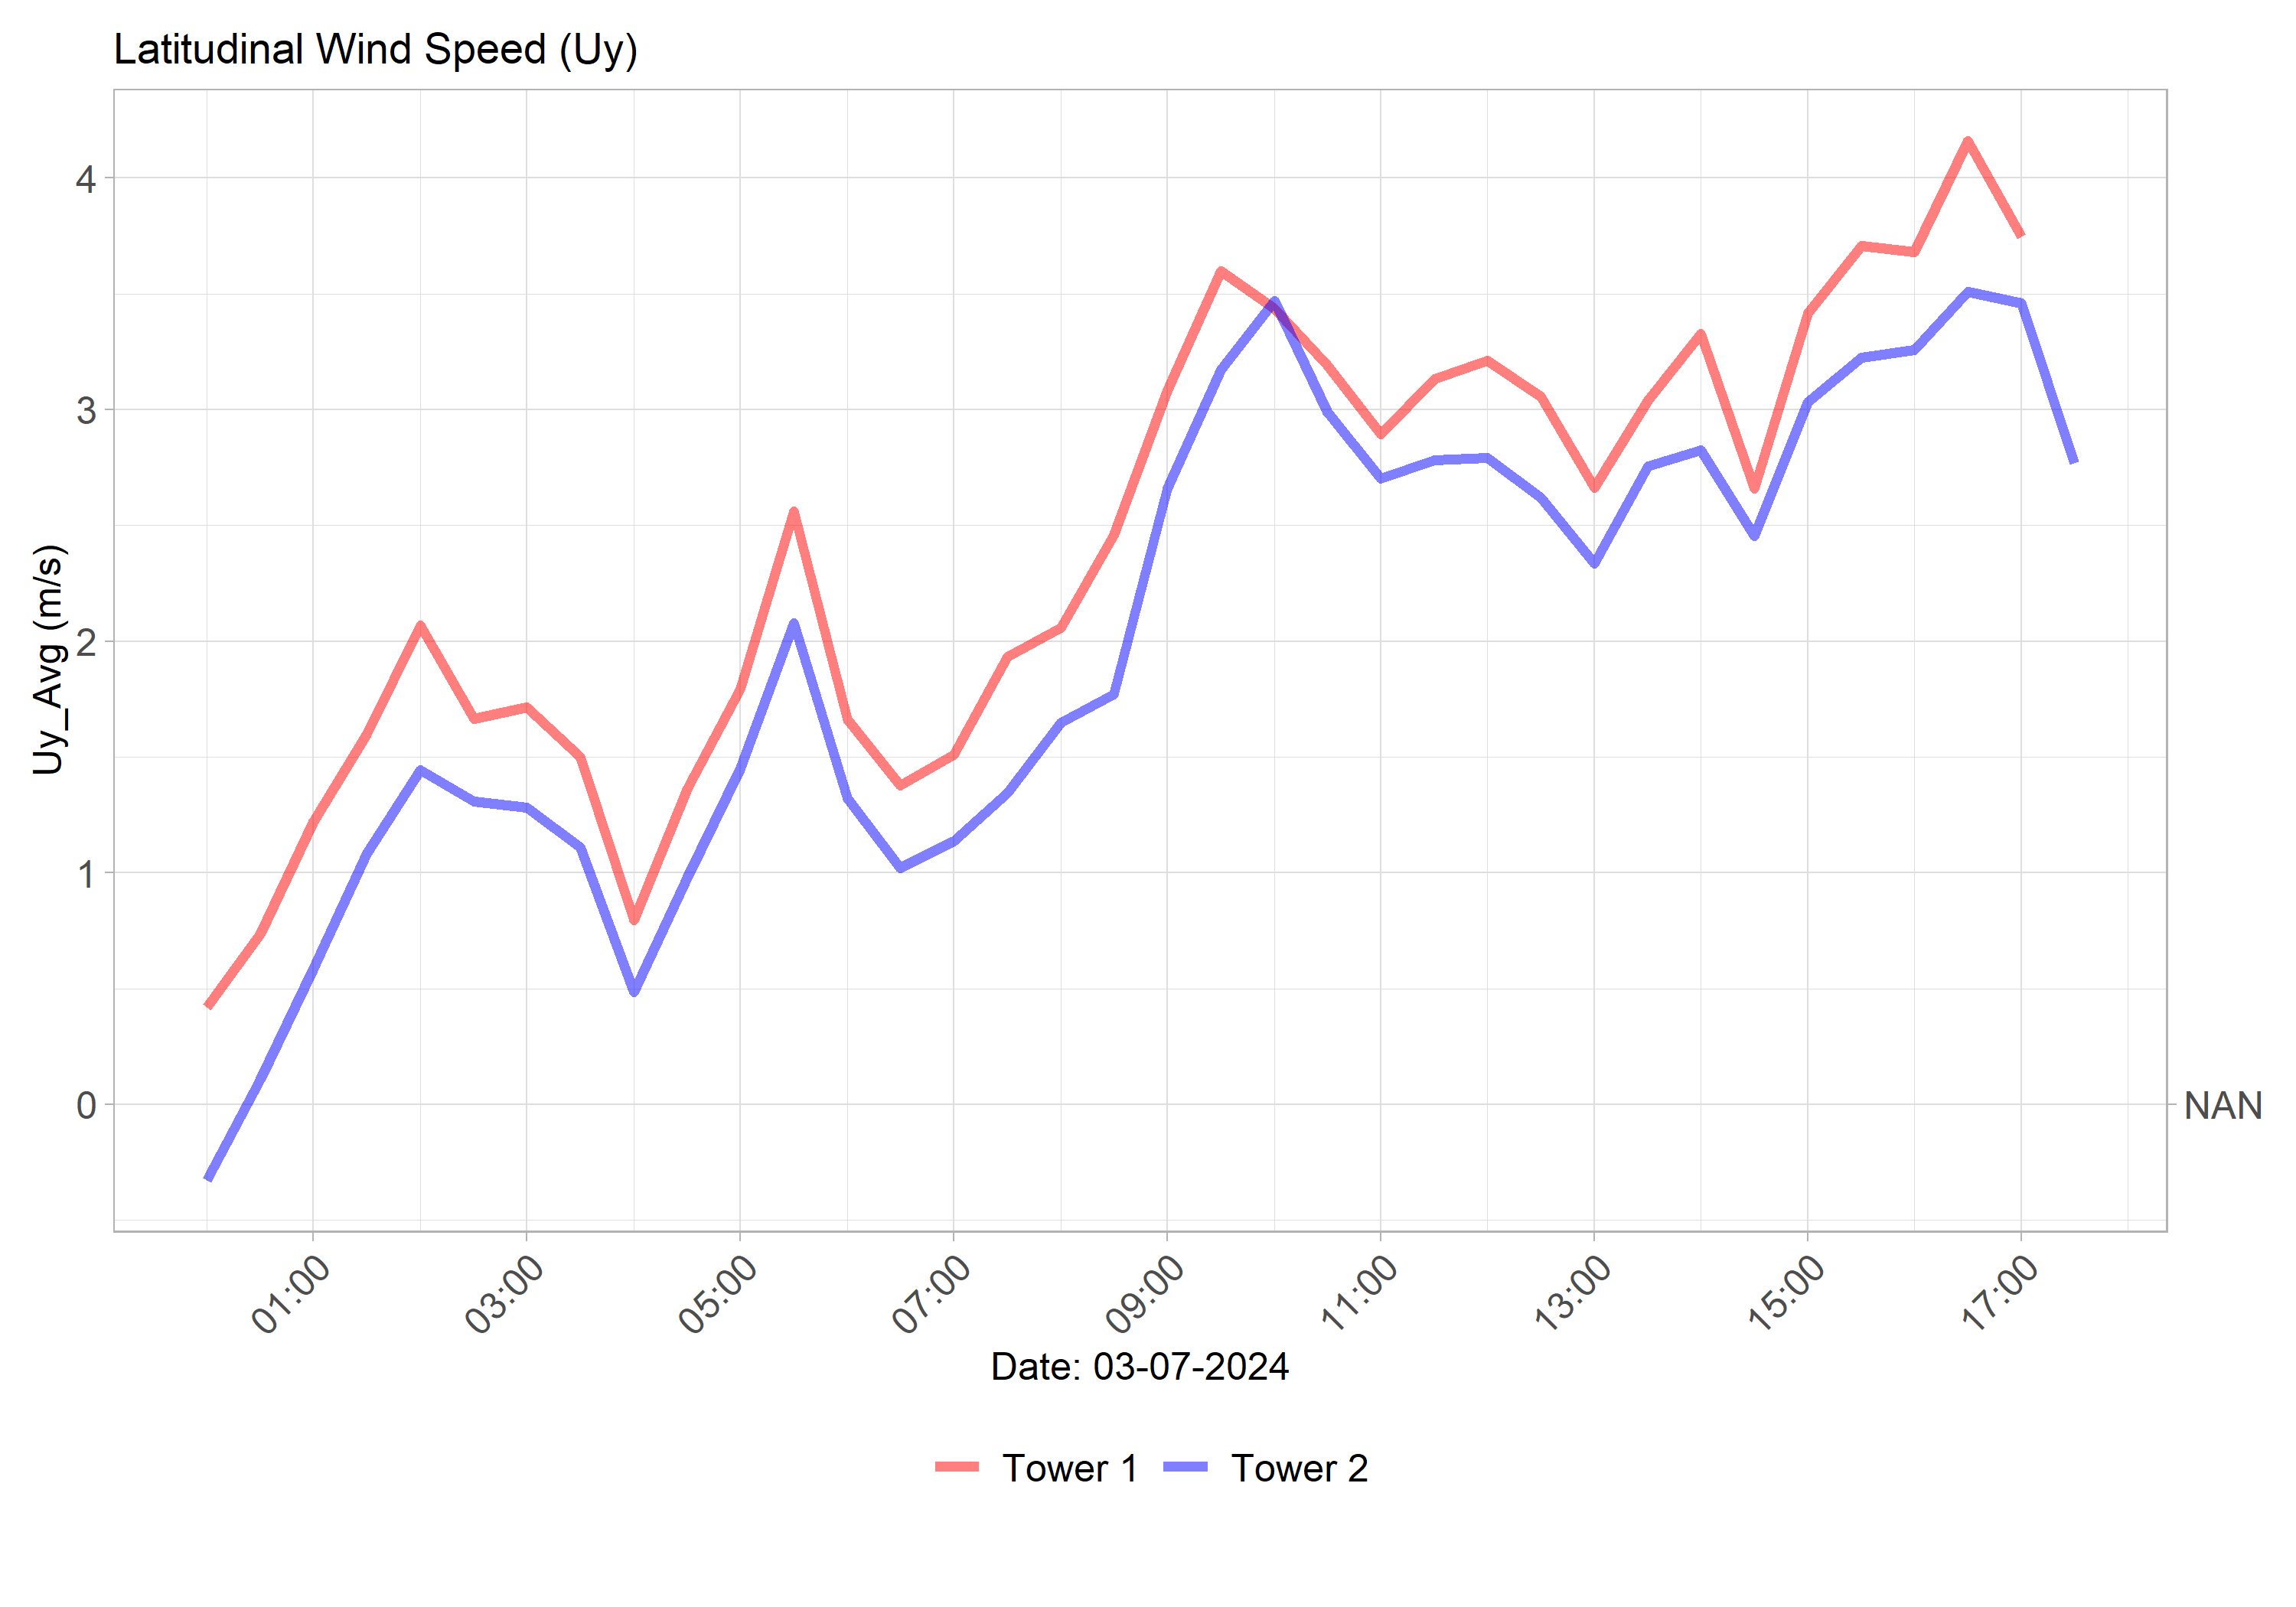 Latitudinal Wind Speed (Uy)
Uy_Avg (m/s)
4
3
2
1
0
NAN
01:00 03:00 05:00 07:00 09:00 11:00 13:00 15:00 17:00
Date: 03-07-2024
Tower 1 Tower 2